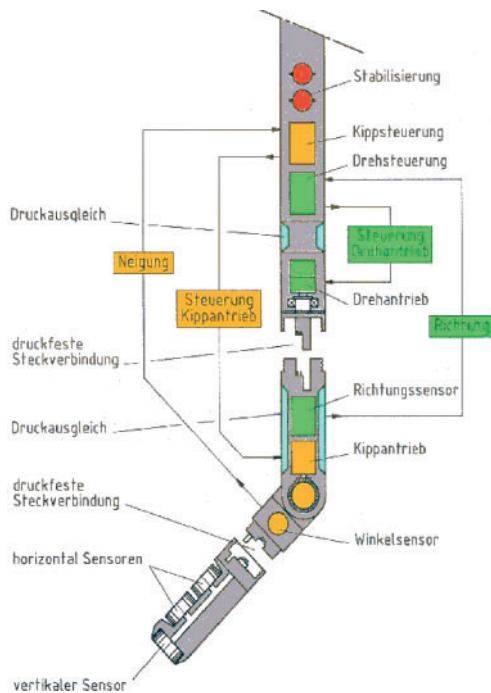 Stabilisierung
Kippsteuerung
Drehsteuerung
Druckausgleich
Steuerung
Drehantrieb
Neigung
Steuerung
Kippantrieb
Drehantrieb
Richtung
druckfeste
Steckverbindung
Richtungssensor
Druckausgleich
Kippantrieb
druckfeste
Steckverbindung
Winkelsensor
horizontal Sensoren
vertikaler Sensor